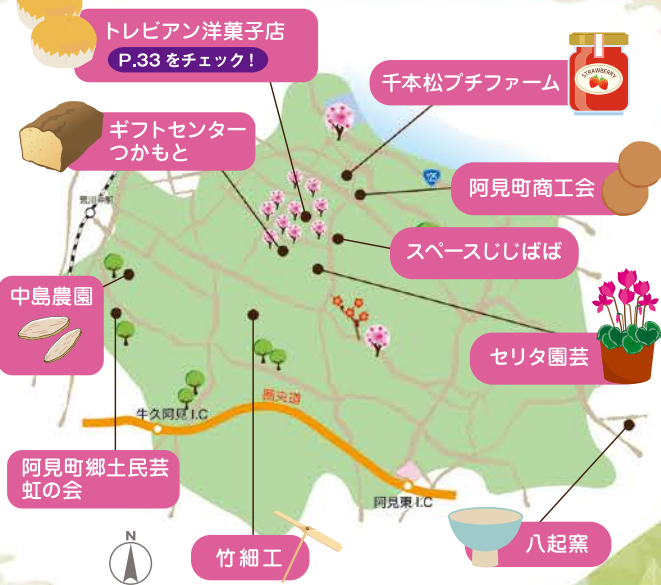 トレビアン洋菓子店
P.33 をチェック!
千本松プチファーム
STRAWBERRY
ギフトセンター
つかもと
125
阿見町商工会
荒川沖駅
スペースじじばば
中島農園
セリタ園芸
圏央道
牛久阿見I.C
阿見町郷土民芸
虹の会
阿見東I.C
N
竹細工
八起窯